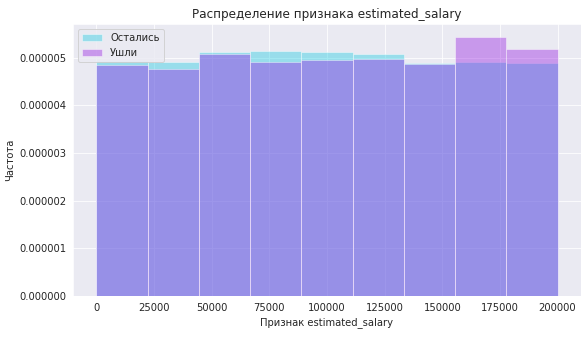 Распределение признака estimated_salary
Остались
Ушли
0.000005
0.000004
0.000003
0.000002
0.000001
0.000000
Частота
0 25000 50000 75000 100000 125000 150000 175000 200000
Признак estimated_salary